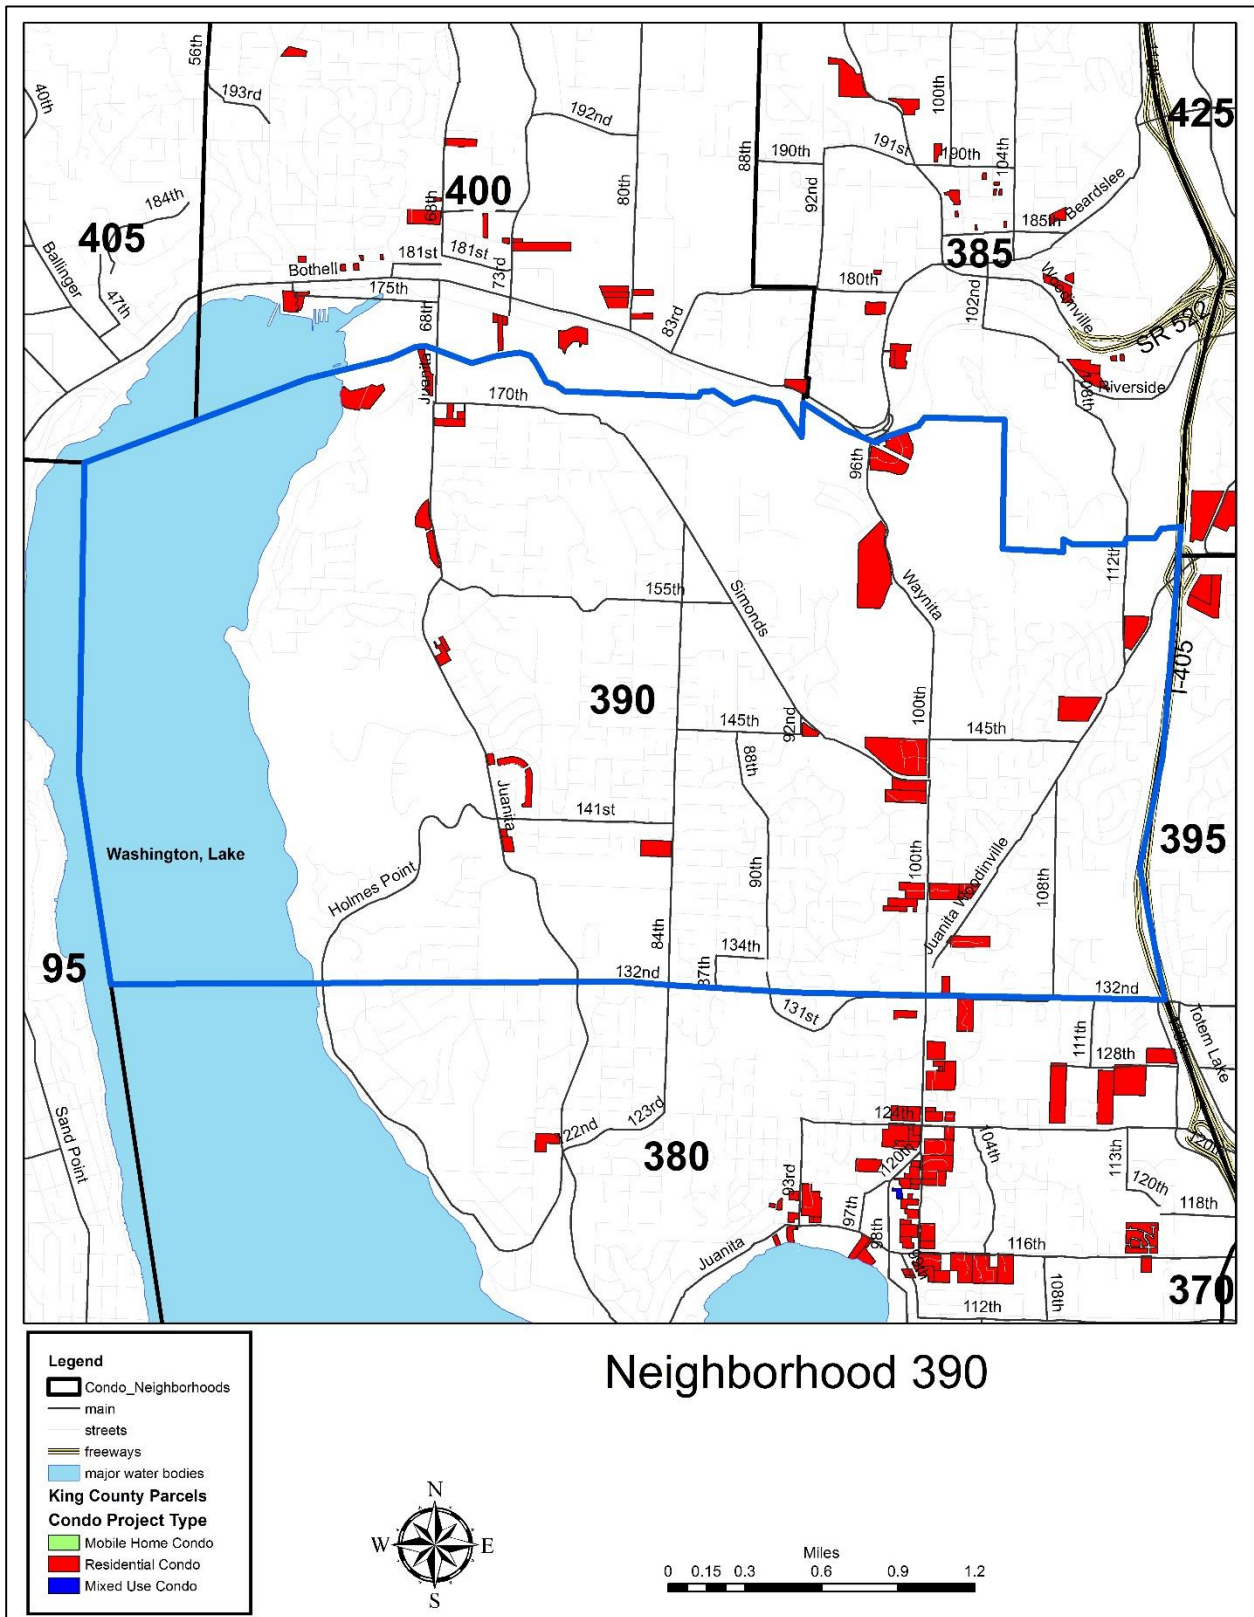 56th
40th
193rd
192nd
88th
100th
425
191st
190th
190th
104th
184th
68th
400
80th
92nd
185th
Beardslee
405
181st
181st
73rd
385
Ballinger
47th
Bothell
175th
68th
83rd
180th
102nd
Woodinville
SR 522
Juanita
170th
108th
Riverside
96th
112th
155th
Simonds
Waynita
I-405
390
100th
145th
92nd
145th
88th
Juanita
141st
Washington, Lake
395
Holmes Point
90th
100th
Juanita Woodinville
108th
84th
134th
87th
95
132nd
132nd
131st
Totem Lake
111th
128th
Sand Point
124th
123rd
122nd
380
104th
113th
120th
120th
120th
118th
93rd
97th
98th
116th
Juanita
108th
112th
370
Neighborhood 390
Legend
Condo_Neighborhoods
main
streets
freeways
major water bodies
King County Parcels
Condo Project Type
Mobile Home Condo
Residential Condo
Mixed Use Condo
N
W E
S
Miles
0 0.15 0.3 0.6 0.9 1.2